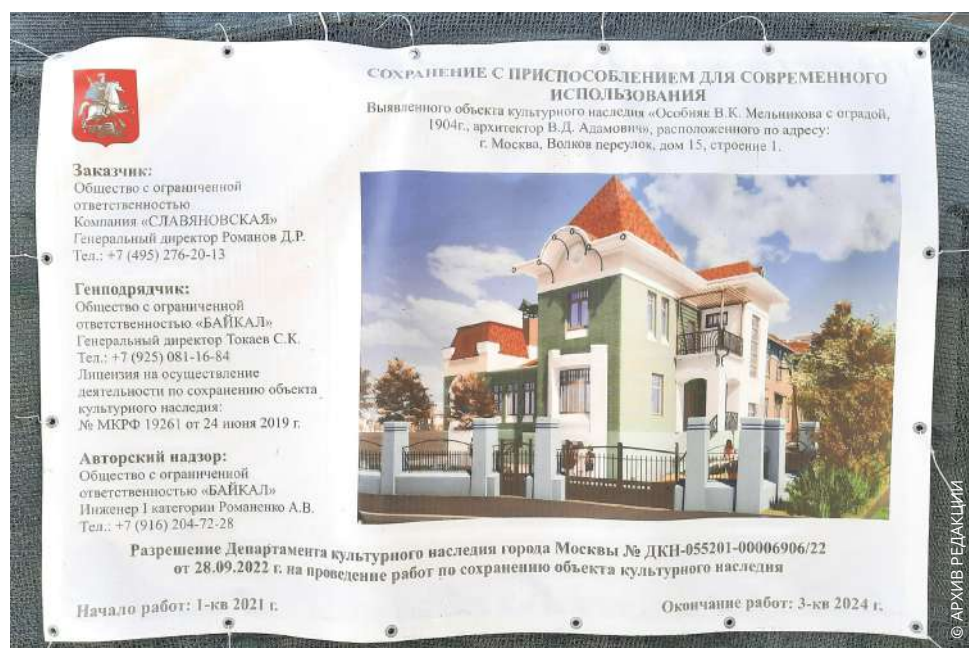 СОХРАНЕНИЕ С ПРИСПОСОБЛЕНИЕМ ДЛЯ СОВРЕМЕННОГО
ИСПОЛЬЗОВАНИЯ
Выявленного объекта культурного наследия «Особняк В.К. Мельникова с оградой,
1904г., архитектор В.Д. Адамович», расположенного по адресу:
г. Москва, Волков переулок, дом 15, строение 1.
Заказчик:
Общество с ограниченной
ответственностью
Компания «СЛАВЯНОВСКАЯ»
Генеральный директор Романов Д.Р.
Тел.: +7 (495) 276-20-13
Генподрядчик:
Общество с ограниченной
ответственностью «БАЙКАЛ»
Генеральный директор Токаев С.К.
Тел.: +7 (925) 081-16-84
Лицензия на осуществление
деятельности по сохранению объекта
культурного наследия:
№ МКРФ 19261 от 24 июня 2019 г.
Авторский надзор:
Общество с ограниченной
ответственностью «БАЙКАЛ»
Инженер I категории Романенко А.В.
Тел.: +7 (916) 204-72-28
Разрешение Департамента культурного наследия города Москвы № ДКН-055201-00006906/22
от 28.09.2022 г. на проведение работ по сохранению объекта культурного наследия
Начало работ: 1-кв 2021 г.
Окончание работ: 3-кв 2024 г.
© АРХИВ РЕДАКЦИИ